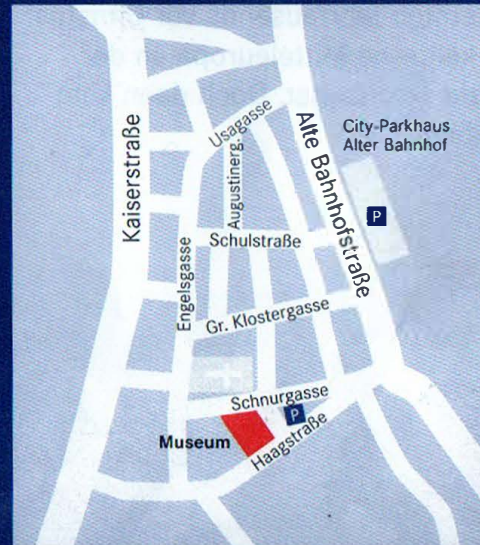 Kaiserstraße
Usagasse
Augustinerg.
Alte Bahnhofstraße
City-Parkhaus
Alter Bahnhof
P
Schulstraße
Engelsgasse
Gr. Klostergasse
Schnurgasse
P
Museum
Haagstraße